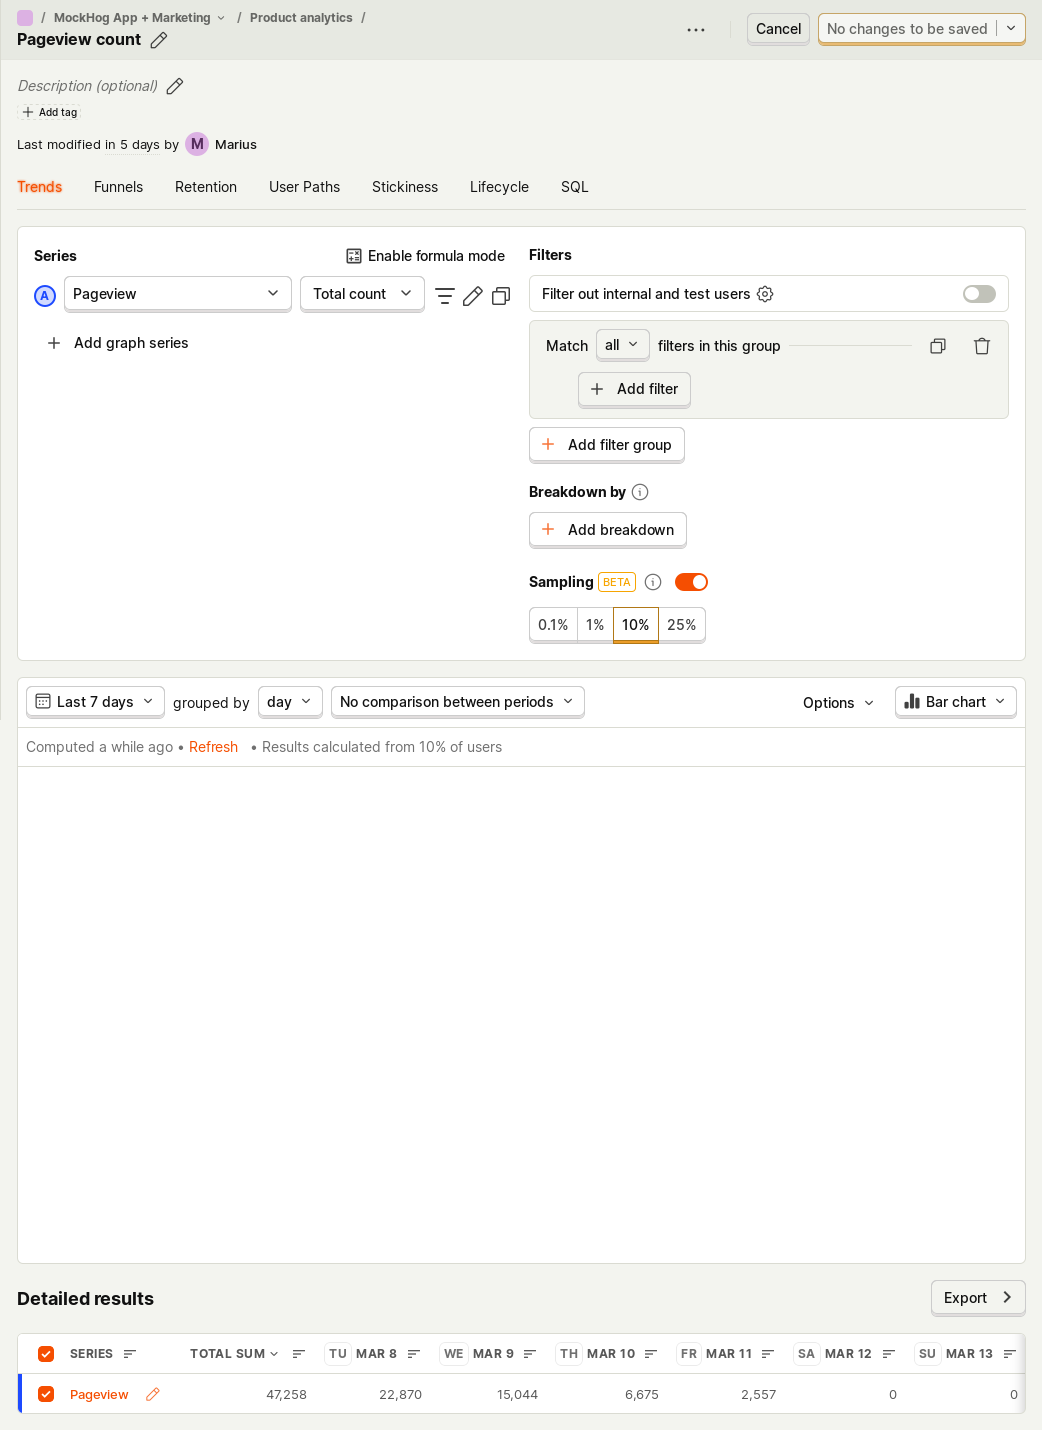 / MockHog App + Marketing / Product analytics /
Pageview count
Cancel
No changes to be saved
Description (optional)
Add tag
Last modified in 5 days by M Marius
Trends Funnels Retention User Paths Stickiness Lifecycle SQL
Series
Enable formula mode
A Pageview Total count
Add graph series
Filters
Filter out internal and test users
Match all filters in this group
Add filter
Add filter group
Breakdown by
Add breakdown
Sampling BETA
0.1% 1% 10% 25%
Last 7 days grouped by day No comparison between periods Options Bar chart
Computed a while ago • Refresh • Results calculated from 10% of users
Detailed results
Export
SERIES TOTAL SUM TU MAR 8 WE MAR 9 TH MAR 10 FR MAR 11 SA MAR 12 SU MAR 13
Pageview 47,258 22,870 15,044 6,675 2,557 0 0